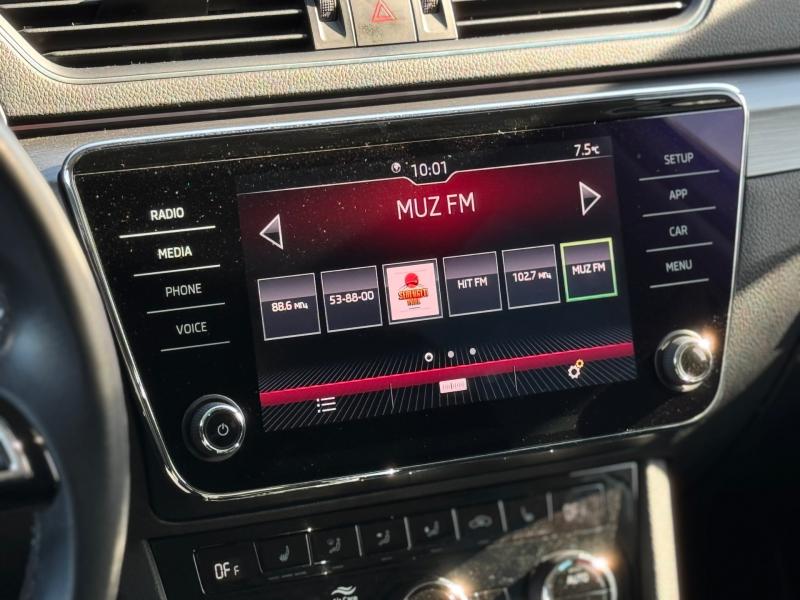 10:01
7.5°C
MUZ FM
88.6 МГц
53-88-00
HIT FM
102.7 МГц
MUZ FM
RADIO
MEDIA
PHONE
VOICE
SETUP
APP
CAR
MENU
AUTO